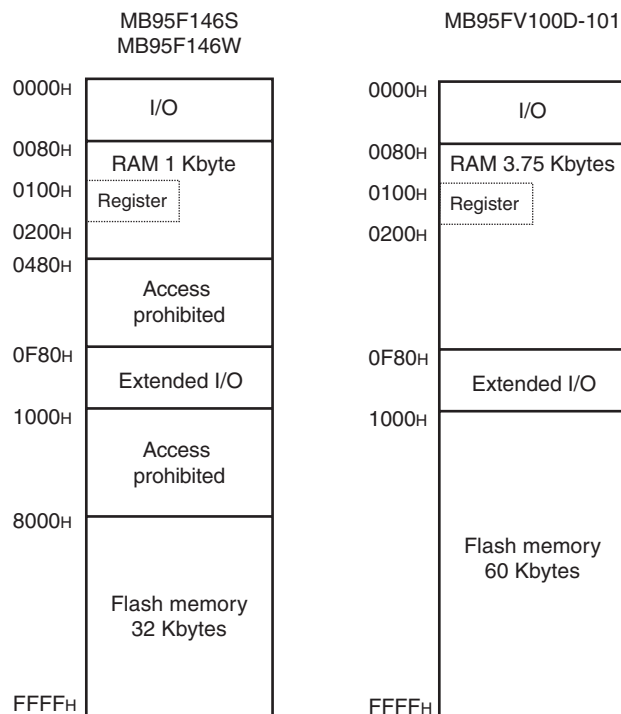 MB95F146S
MB95F146W
0000H
I/O
0080H
RAM 1 Kbyte
0100H
Register
0200H
0480H
Access
prohibited
0F80H
Extended I/O
1000H
Access
prohibited
8000H
Flash memory
32 Kbytes
FFFFH
MB95FV100D-101
0000H
I/O
0080H
RAM 3.75 Kbytes
0100H
Register
0200H
0F80H
Extended I/O
1000H
Flash memory
60 Kbytes
FFFFH